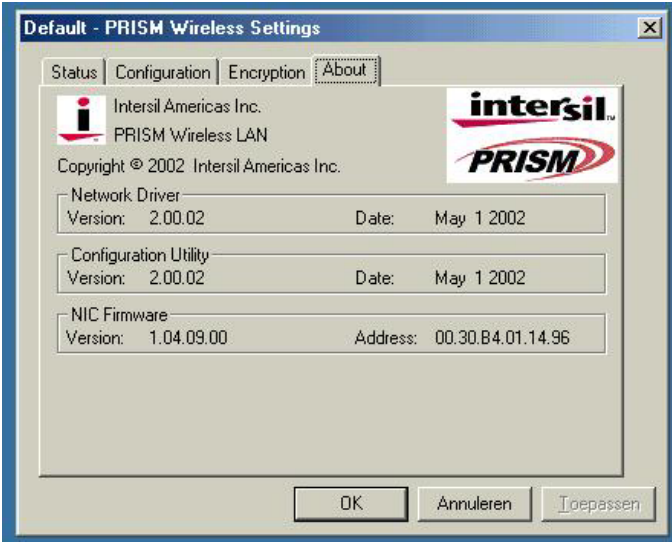 Default - PRISM Wireless Settings
Status Configuration Encryption About
i Intersil Americas Inc. intersil™
PRISM Wireless LAN
Copyright © 2002 Intersil Americas Inc. PRISM
Network Driver
Version: 2.00.02 Date: May 1 2002
Configuration Utility
Version: 2.00.02 Date: May 1 2002
NIC Firmware
Version: 1.04.09.00 Address: 00.30.B4.01.14.96
OK Annuleren Toepassen